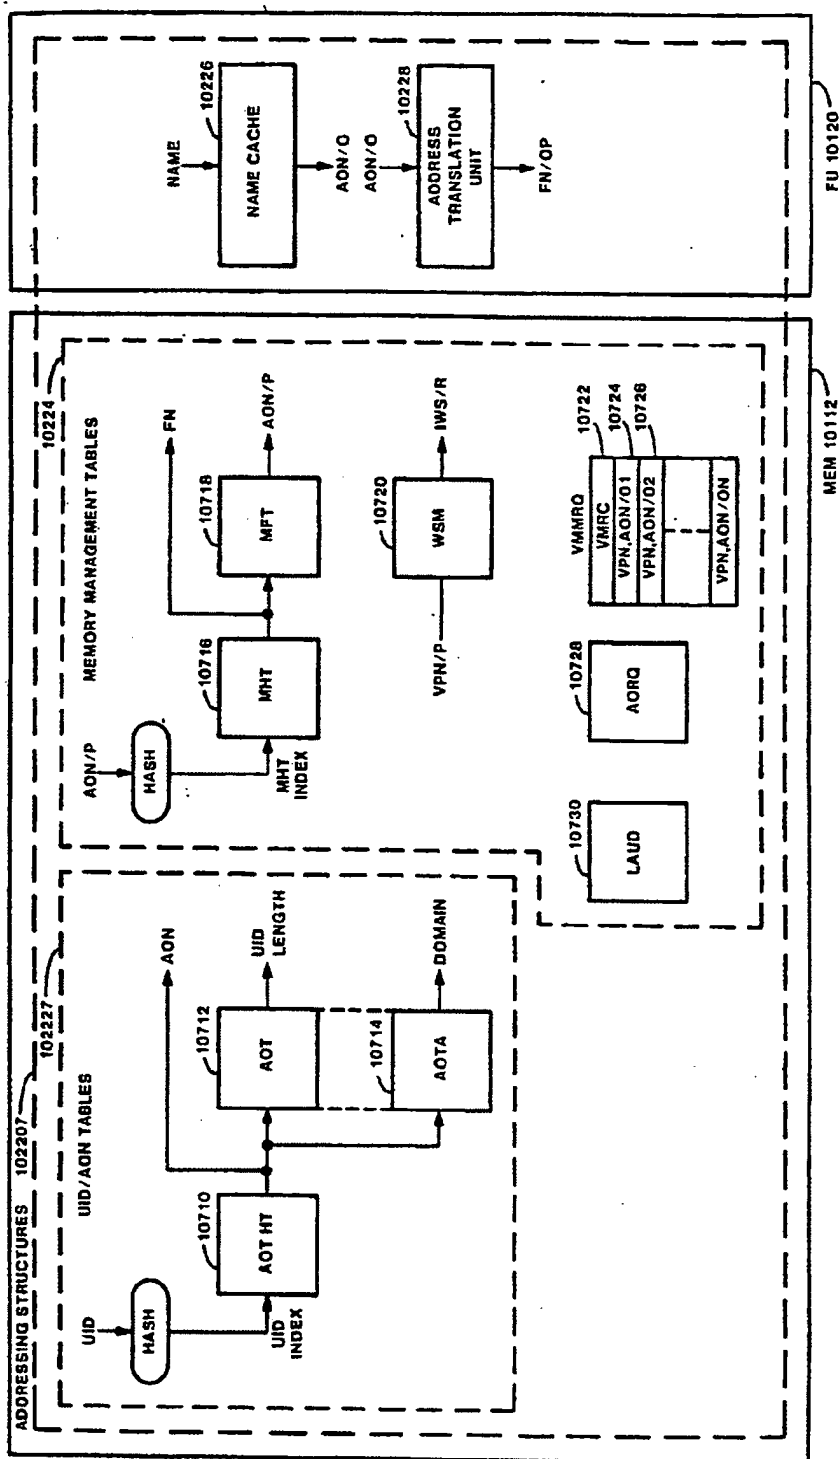 ADDRESSING STRUCTURES 102207
102227
UID/AON TABLES
UID
HASH
UID
INDEX
10710
AOT HT
AON
10712
AOT
UID
LENGTH
10714
AOTA
DOMAIN
10224
MEMORY MANAGEMENT TABLES
AON/P
HASH
MHT
INDEX
10716
MHT
FN
10718
MFT
AON/P
VPN/P
10720
WSM
IWS/R
10730
LAUD
10728
AORQ
VMMRQ
VMRC
10722
VPN,AON/O1
10724
VPN,AON/O2
10726
VPN,AON/ON
MEM 10112
NAME
10226
NAME CACHE
AON/O
AON/O
10228
ADDRESS
TRANSLATION
UNIT
FN/OP
FU 10120